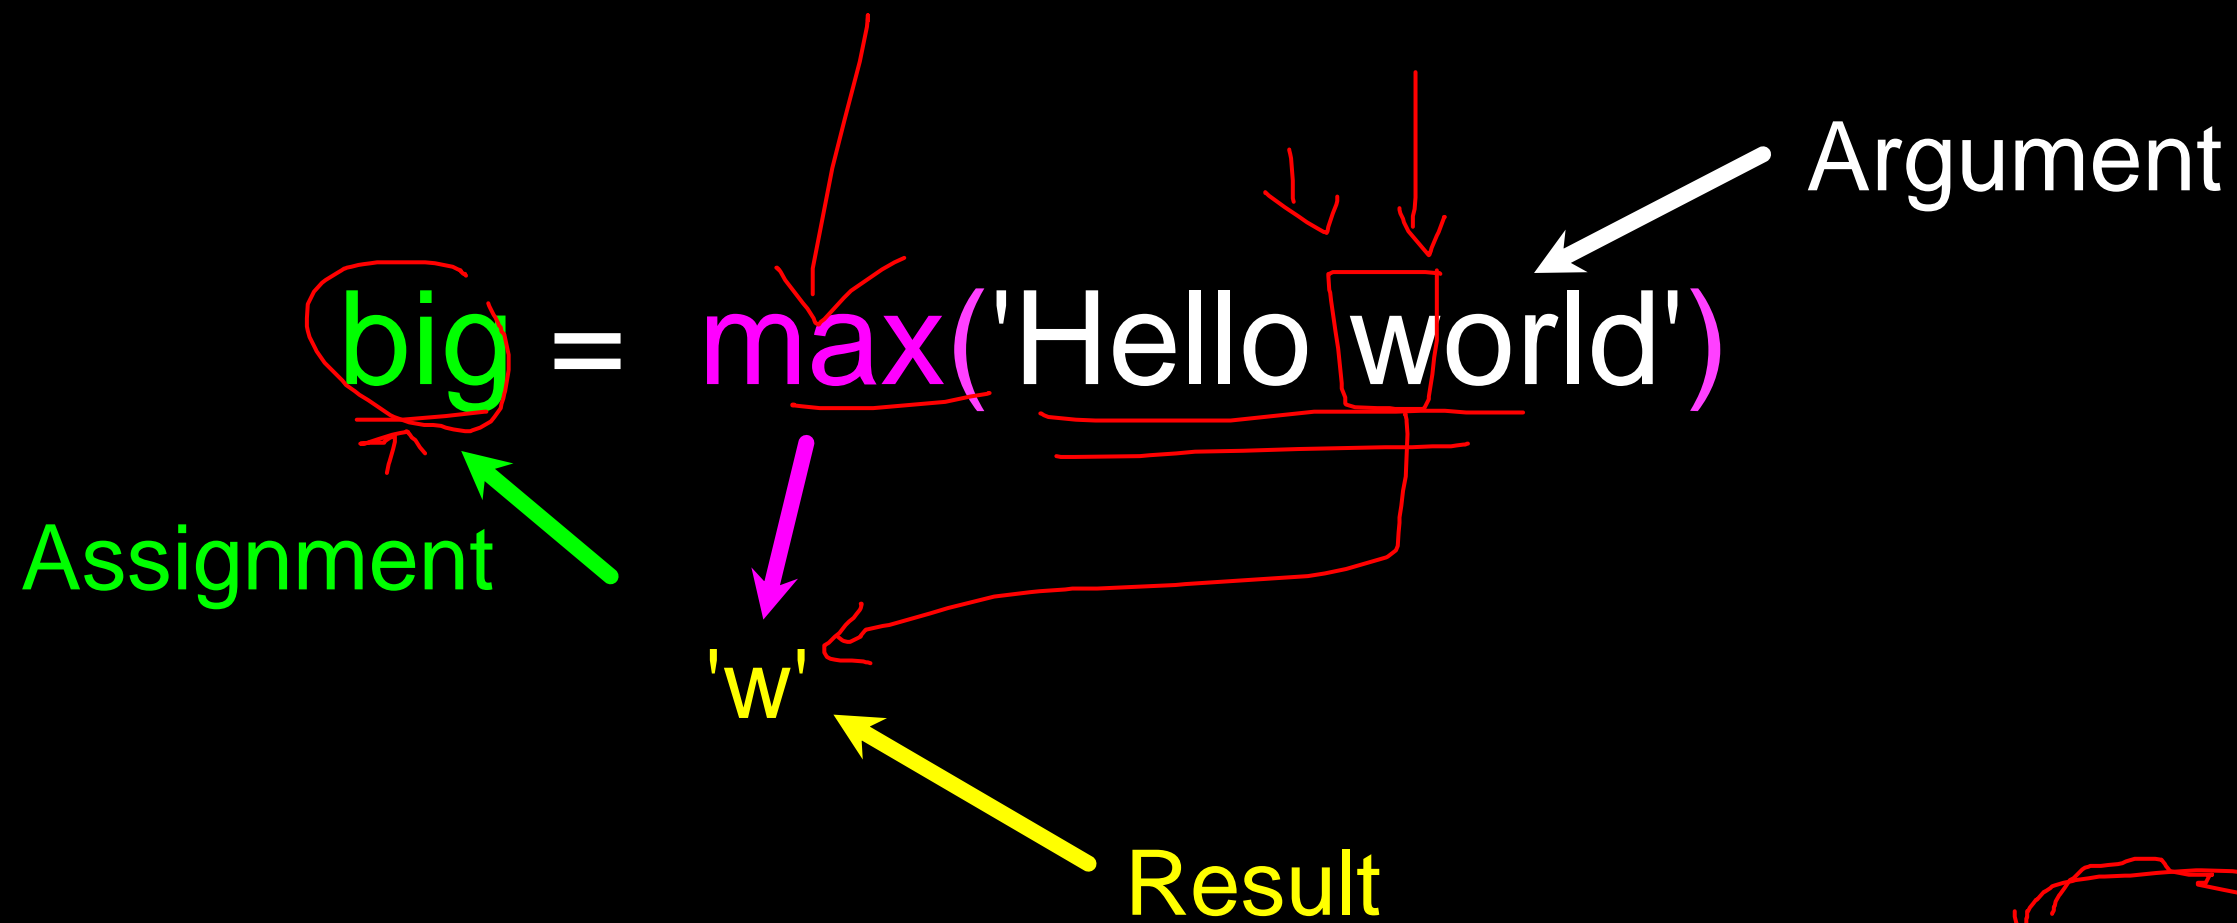 Argument
big = max('Hello world')
Assignment
'w'
Result